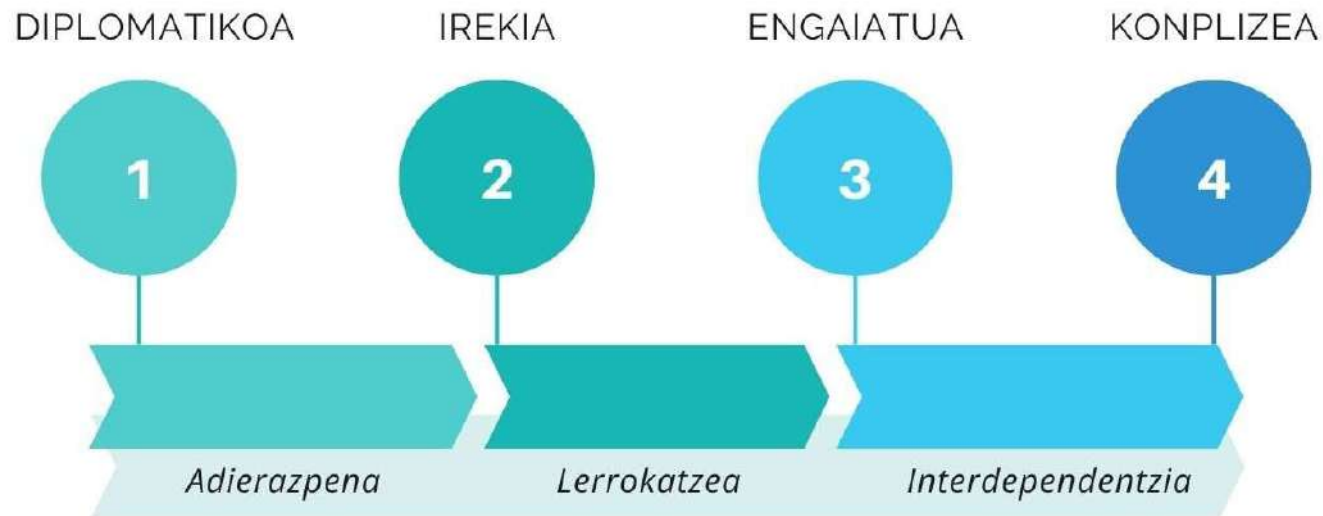 DIPLOMATIKOA IREKIA ENGAIATUA KONPLIZEA
1 2 3 4
Adierazpena Lerrokatzea Interdependentzia